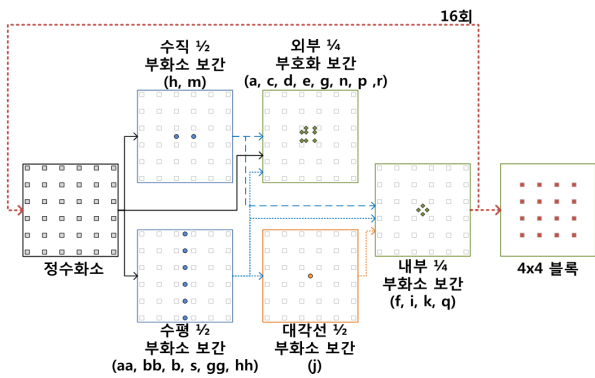 16회
수직 ½
부화소 보간
(h, m)
외부 ¼
부호화 보간
(a, c, d, e, g, n, p ,r)
정수화소
내부 ¼
부화소 보간
(f, i, k, q)
4x4 블록
수평 ½
부화소 보간
(aa, bb, b, s, gg, hh)
대각선 ½
부화소 보간
(j)